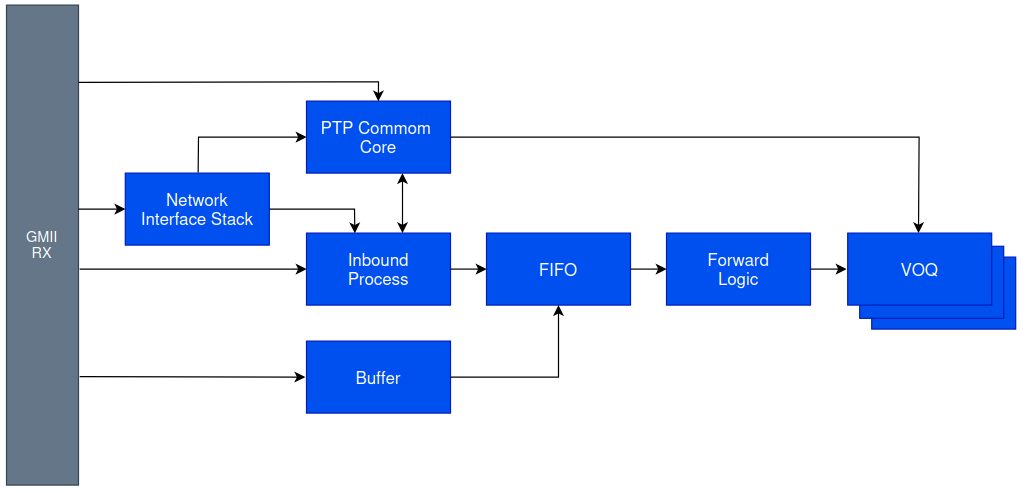 PTP Commom
Core
Network
Interface Stack
GMII
RX
Inbound
Process
FIFO
Forward
Logic
VOQ
Buffer